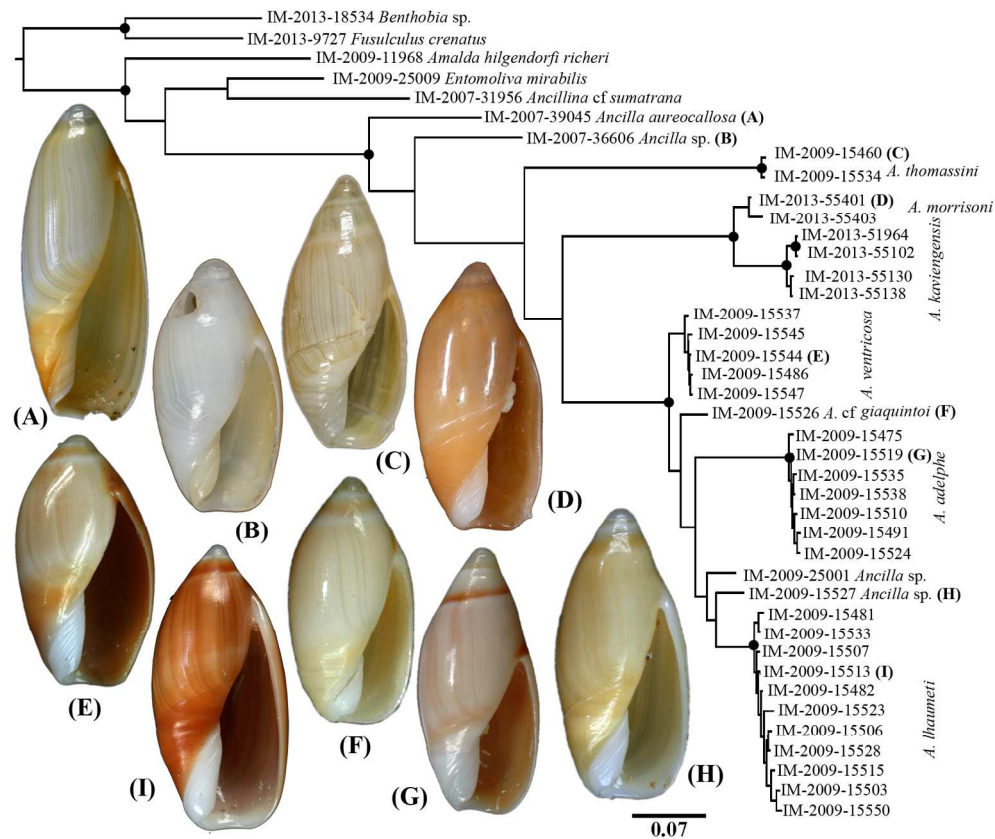 IM-2013-18534 Benthobia sp.
IM-2013-9727 Fusulculus crenatus
IM-2009-11968 Amalda hilgendorfi richeri
IM-2009-25009 Entomoliva mirabilis
IM-2007-31956 Ancillina cf sumatrana
IM-2007-39045 Ancilla aureocallosa (A)
IM-2007-36606 Ancilla sp. (B)
IM-2009-15460 (C)
IM-2009-15534
A. thomassini
IM-2013-55401 (D)
IM-2013-55403
A. morrisoni
IM-2013-51964
IM-2013-55102
IM-2013-55130
IM-2013-55138
A. kaviengensis
IM-2009-15537
IM-2009-15545
IM-2009-15544 (E)
IM-2009-15486
IM-2009-15547
A. ventricosa
IM-2009-15526 A. cf giaquintoi (F)
IM-2009-15475
IM-2009-15519 (G)
IM-2009-15535
IM-2009-15538
IM-2009-15510
IM-2009-15491
IM-2009-15524
A. adelphe
IM-2009-25001 Ancilla sp.
IM-2009-15527 Ancilla sp. (H)
IM-2009-15481
IM-2009-15533
IM-2009-15507
IM-2009-15513 (I)
IM-2009-15482
IM-2009-15523
IM-2009-15506
IM-2009-15528
IM-2009-15515
IM-2009-15503
IM-2009-15550
A. lhaumeti
(A)
(B)
(C)
(D)
(E)
(F)
(G)
(H)
(I)
0.07